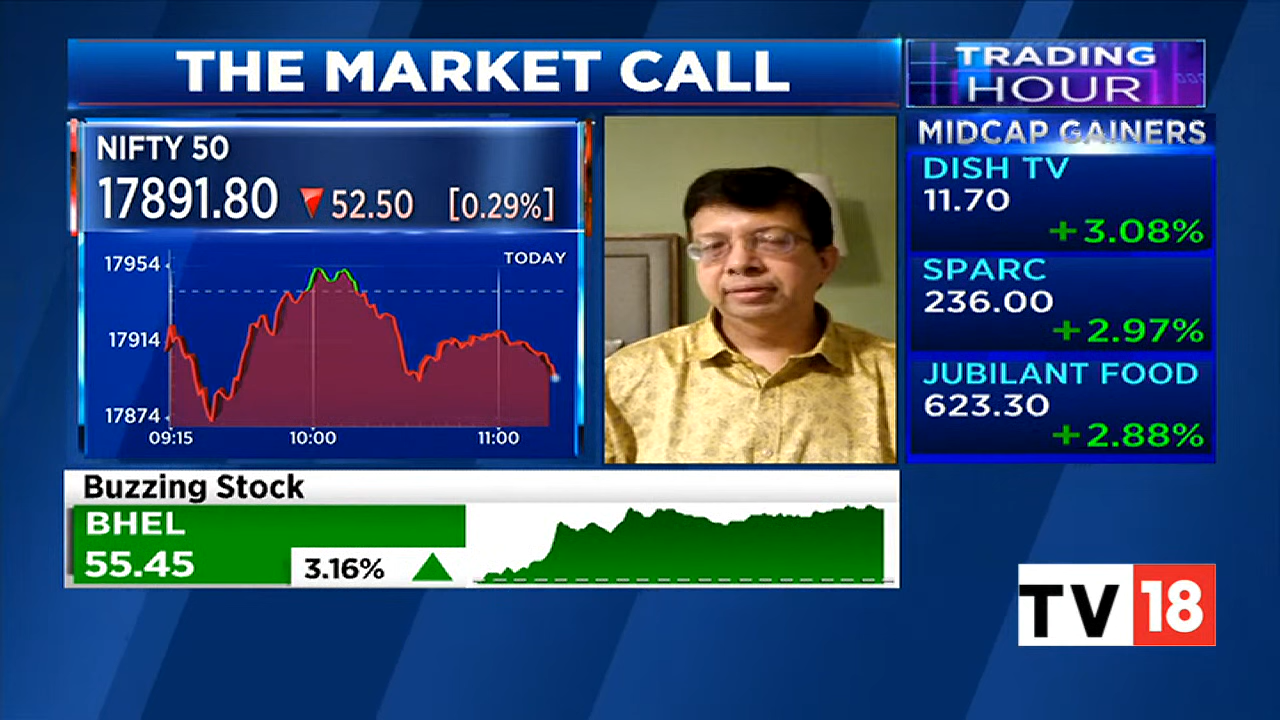 THE MARKET CALL
TRADING
HOUR
NIFTY 50
17891.80 ▼ 52.50 [0.29%]
TODAY
17954
17914
17874
09:15 10:00 11:00
MIDCAP GAINERS
DISH TV
11.70
+3.08%
SPARC
236.00
+2.97%
JUBILANT FOOD
623.30
+2.88%
Buzzing Stock
BHEL
55.45
3.16% ▲
TV18